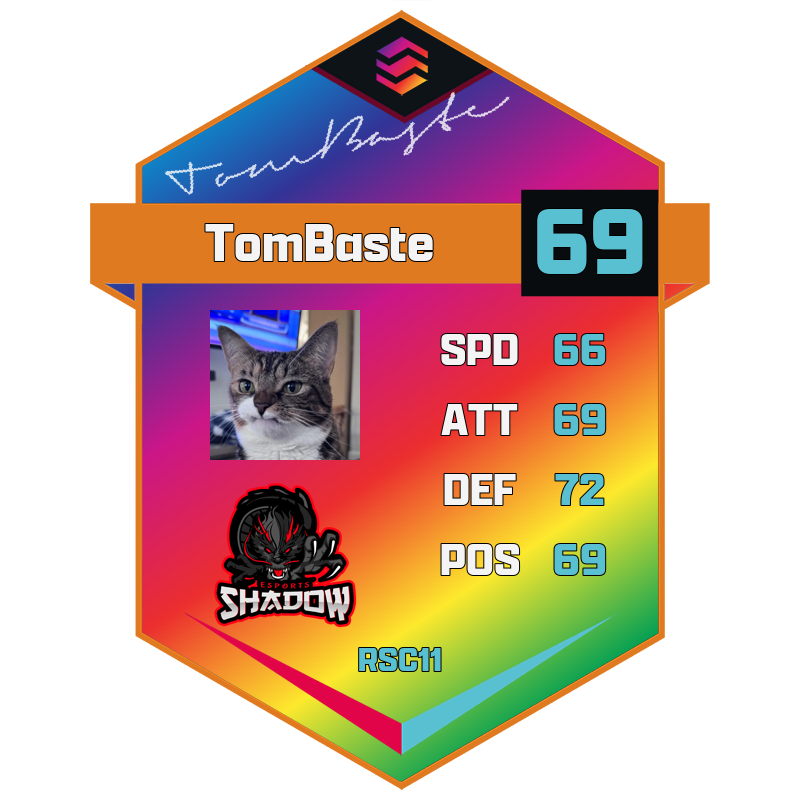 TomBaste
TomBaste
69
SPD 66
ATT 69
DEF 72
POS 69
ESPORTS
SHADOW
RSC11